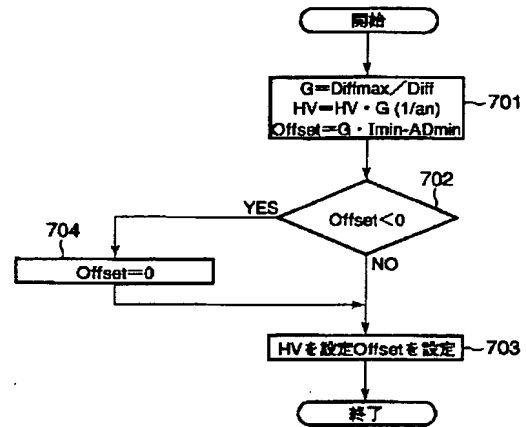 開始
G=Diffmax／Diff
HV=HV・G (1/an)
Offset=G・Imin-ADmin
701
702
YES
Offset<0
704
Offset=0
NO
HVを設定Offsetを設定
703
終了